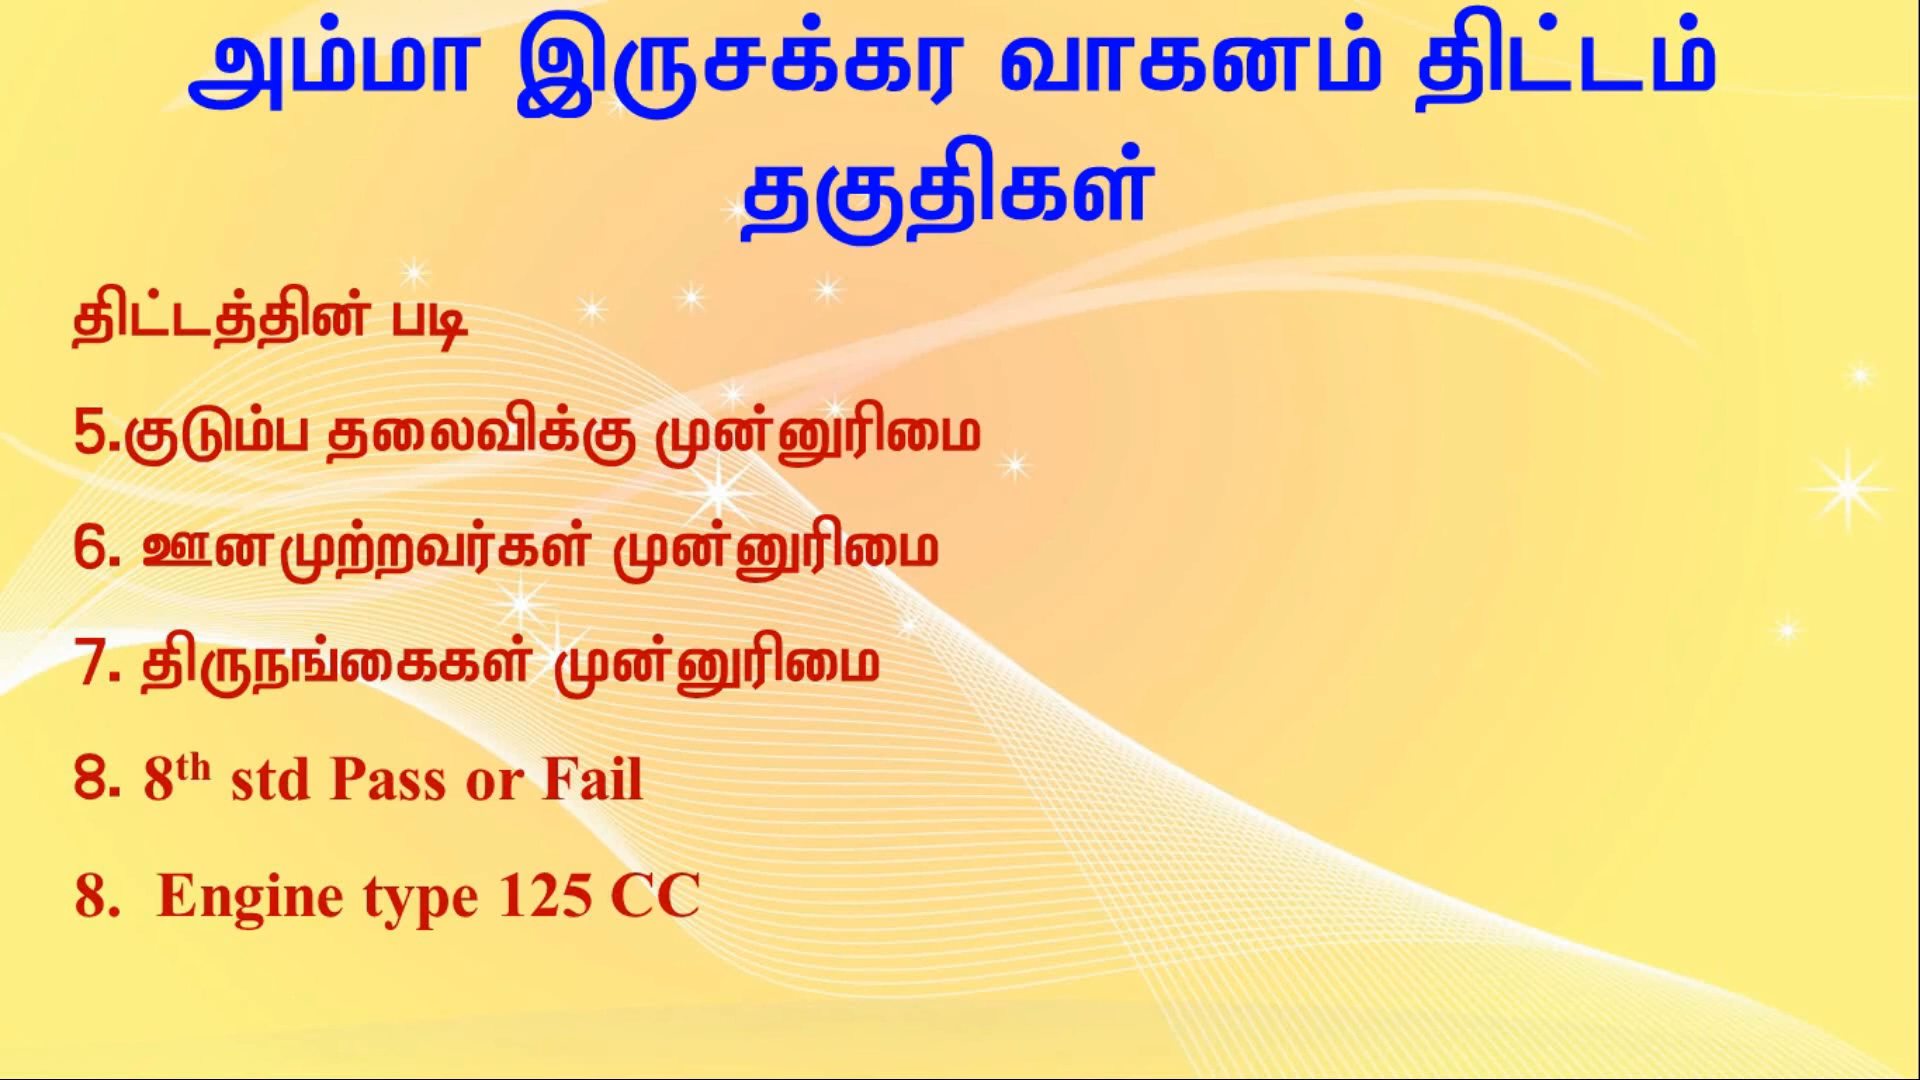 அம்மா இருசக்கர வாகனம் திட்டம்
தகுதிகள்
திட்டத்தின் படி
5.குடும்ப தலைவிக்கு முன்னுரிமை
6. ஊனமுற்றவர்கள் முன்னுரிமை
7. திருநங்கைகள் முன்னுரிமை
8. 8th std Pass or Fail
8. Engine type 125 CC